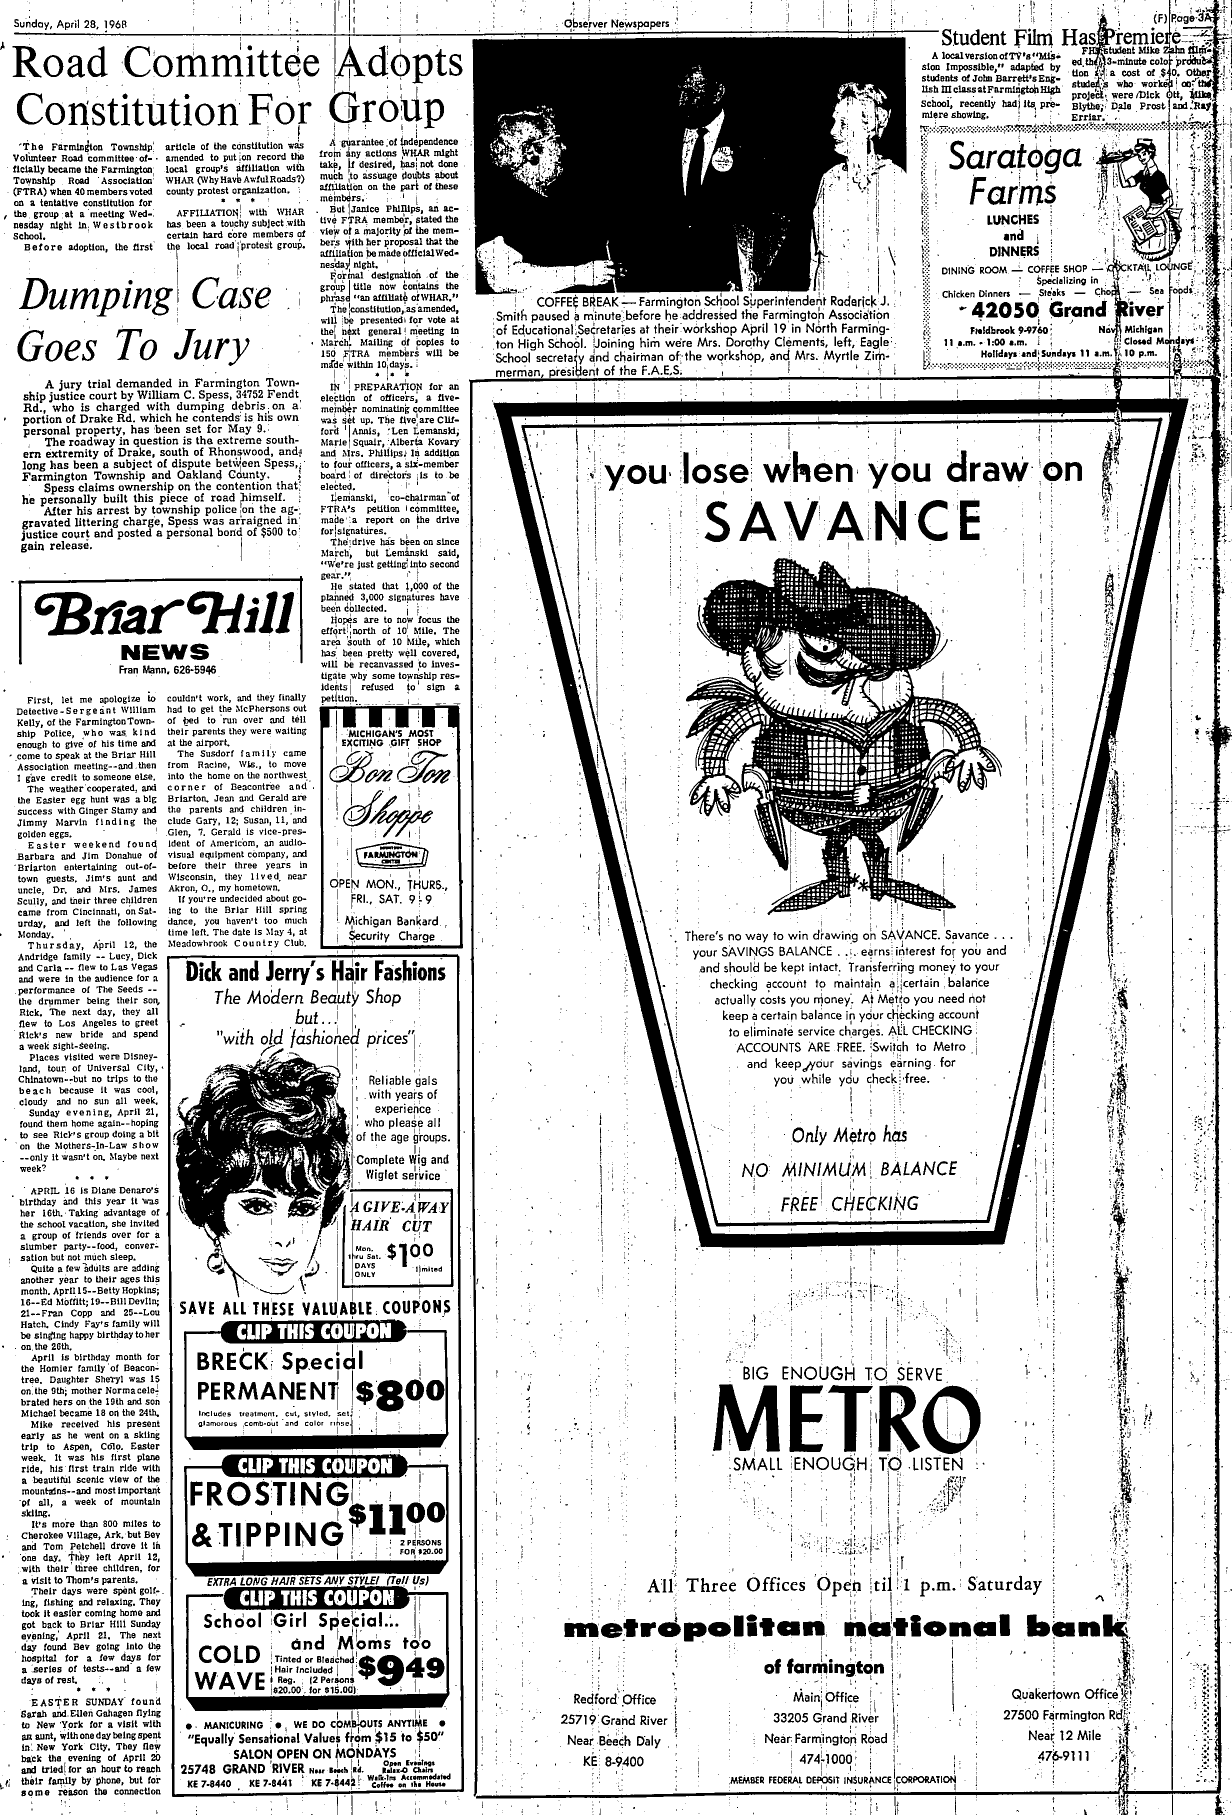 Sunday, April 28, 1968
Observer Newspapers
(F) Page 3A
Road Committee Adopts
Constitution For Group
The Farmington Township
Volunteer Road committee of-
ficially became the Farmington
Township Road Association
(FTRA) when 40 members voted
on a tentative constitution for
the group at a meeting Wed-
nesday night in Westbrook
School.
Before adoption, the first
article of the constitution was
amended to put on record the
local group's affiliation with
WHAR (Why Have Awful Roads?)
county protest organization.
* * *
AFFILIATION with WHAR
has been a touchy subject with
certain hard core members of
the local road protest group.
A guarantee of independence
from any actions WHAR might
take, if desired, has not done
much to assuage doubts about
affiliation on the part of these
members.
But Janice Phillips, an ac-
tive FTRA member, stated the
view of a majority of the mem-
bers with her proposal that the
affiliation be made official Wed-
nesday night.
Formal designation of the
group title now contains the
phrase "an affiliate of WHAR."
The constitution, as amended,
will be presented for vote at
the next general meeting in
March. Mailing of copies to
150 FTRA members will be
made within 10 days.
* * *
IN PREPARATION for an
election of officers, a five-
member nominating committee
was set up. The five are Clif-
ford Annis, Len Lemanski,
Marie Squair, Alberta Kovary
and Mrs. Phillips. In addition
to four officers, a six-member
board of directors is to be
elected.
Lemanski, co-chairman of
FTRA's petition committee,
made a report on the drive
for signatures.
The drive has been on since
March, but Lemanski said,
"We're just getting into second
gear."
He stated that 1,000 of the
planned 3,000 signatures have
been collected.
Hopes are to now focus the
effort north of 10 Mile. The
area south of 10 Mile, which
has been pretty well covered,
will be recanvassed to inves-
tigate why some township res-
idents refused to sign a
petition.
Dumping Case
Goes To Jury
A jury trial demanded in Farmington Town-
ship justice court by William C. Spess, 34752 Fendt
Rd., who is charged with dumping debris on a
portion of Drake Rd. which he contends is his own
personal property, has been set for May 9.
The roadway in question is the extreme south-
ern extremity of Drake, south of Rhonswood, and
long has been a subject of dispute between Spess,
Farmington Township and Oakland County.
Spess claims ownership on the contention that
he personally built this piece of road himself.
After his arrest by township police on the ag-
gravated littering charge, Spess was arraigned in
justice court and posted a personal bond of $500 to
gain release.
Briar Hill
NEWS
Fran Mann, 626-5946
First, let me apologize to
Detective-Sergeant William
Kelly, of the Farmington Town-
ship Police, who was kind
enough to give of his time and
come to speak at the Briar Hill
Association meeting--and then
I gave credit to someone else.
The weather cooperated, and
the Easter egg hunt was a big
success with Ginger Stamy and
Jimmy Marvin finding the
golden eggs.
Easter weekend found
Barbara and Jim Donahue of
Briarton entertaining out-of-
town guests. Jim's aunt and
uncle, Dr. and Mrs. James
Scully, and their three children
came from Cincinnati, on Sat-
urday, and left the following
Monday.
Thursday, April 12, the
Andridge family -- Lucy, Dick
and Carla -- flew to Las Vegas
and were in the audience for a
performance of The Seeds --
the drummer being their son,
Rick. The next day, they all
flew to Los Angeles to greet
Rick's new bride and spend
a week sight-seeing.
Places visited were Disney-
land, tour of Universal City,
Chinatown--but no trips to the
beach because it was cool,
cloudy and no sun all week.
Sunday evening, April 21,
found them home again--hoping
to see Rick's group doing a bit
on the Mothers-In-Law show
--only it wasn't on. Maybe next
week?
* * *
APRIL 16 is Diane Denaro's
birthday and this year it was
her 16th. Taking advantage of
the school vacation, she invited
a group of friends over for a
slumber party--food, conver-
sation but not much sleep.
Quite a few adults are adding
another year to their ages this
month. April 15--Betty Hopkins;
16--Ed Moffitt; 19--Bill Devlin;
21--Fran Copp and 25--Lou
Hatch. Cindy Fay's family will
be singing happy birthday to her
on the 26th.
April is birthday month for
the Homier family of Beacon-
tree. Daughter Sheryl was 15
on the 9th; mother Norma cele-
brated hers on the 19th and son
Michael became 18 on the 24th.
Mike received his present
early as he went on a skiing
trip to Aspen, Colo. Easter
week. It was his first plane
ride, his first train ride with
a beautiful scenic view of the
mountains--and most important
of all, a week of mountain
skiing.
It's more than 800 miles to
Cherokee Village, Ark. but Bev
and Tom Petchell drove it in
one day. They left April 12,
with their three children, for
a visit to Thom's parents.
Their days were spent golf-
ing, fishing and relaxing. They
took it easier coming home and
got back to Briar Hill Sunday
evening, April 21. The next
day found Bev going into the
hospital for a few days for
a series of tests--and a few
days of rest.
* * *
EASTER SUNDAY found
Sarah and Ellen Gahagen flying
to New York for a visit with
an aunt, with one day being spent
in New York City. They flew
back the evening of April 20
and tried for an hour to reach
their family by phone, but for
some reason the connection
couldn't work, and they finally
had to get the McPhersons out
of bed to run over and tell
their parents they were waiting
at the airport.
The Susdorf family came
from Racine, Wis., to move
into the home on the northwest
corner of Beacontree and
Briarton. Jean and Gerald are
the parents and children in-
clude Gary, 12; Susan, 11, and
Glen, 7. Gerald is vice-pres-
ident of Americom, an audio-
visual equipment company, and
before their three years in
Wisconsin, they lived near
Akron, O., my hometown.
If you're undecided about go-
ing to the Briar Hill spring
dance, you haven't too much
time left. The date is May 4, at
Meadowbrook Country Club.
MICHIGAN'S MOST
EXCITING GIFT SHOP
Bon Ton
Shoppe
DOWNTOWN
FARMINGTON
CENTER
OPEN MON., THURS.,
FRI., SAT. 9-9
Michigan Bankard
Security Charge
Dick and Jerry's Hair Fashions
The Modern Beauty Shop
but...
"with old fashioned prices"
Reliable gals
with years of
experience
who please all
of the age groups.
Complete Wig and
Wiglet service
A GIVE-AWAY
HAIR CUT
Mon.
thru Sat.
DAYS
ONLY
$1.00
limited
SAVE ALL THESE VALUABLE COUPONS
CLIP THIS COUPON
BRECK Special
PERMANENT $8.00
Includes treatment, cut, styled, set,
glamorous comb-out and color rinse.
CLIP THIS COUPON
FROSTING
& TIPPING
$11.00
2 PERSONS
FOR $20.00
EXTRA LONG HAIR SETS ANY STYLE! (Tell Us)
CLIP THIS COUPON
School Girl Special...
and Moms too
COLD
WAVE
Tinted or Bleached
Hair Included
Reg. (2 Persons
$20.00 for $15.00)
$9.49
• MANICURING • WE DO COMB-OUTS ANYTIME •
"Equally Sensational Values from $15 to $50"
SALON OPEN ON MONDAYS
25748 GRAND RIVER Near Beech Rd.
KE 7-8440 KE 7-8441 KE 7-8442
Open Evenings
Relax-O Chairs
Walk-Ins Accommodated
Coffee on the House
COFFEE BREAK — Farmington School Superintendent Roderick J.
Smith paused a minute before he addressed the Farmington Association
of Educational Secretaries at their workshop April 19 in North Farming-
ton High School. Joining him were Mrs. Dorothy Clements, left, Eagle
School secretary and chairman of the workshop, and Mrs. Myrtle Zim-
merman, president of the F.A.E.S.
Student Film Has Premiere
A local version of TV's "Mis-
sion Impossible," adapted by
students of John Barrett's Eng-
lish III class at Farmington High
School, recently had its pre-
miere showing.
FHS student Mike Zahn film-
ed the 13-minute color produc-
tion at a cost of $40. Other
students who worked on the
project were Dick Ott, Mike
Blythe, Dale Prost and Ray
Erriar.
Saratoga
Farms
LUNCHES
and
DINNERS
DINING ROOM — COFFEE SHOP — COCKTAIL LOUNGE
Specializing in
Chicken Dinners — Steaks — Chops — Sea Foods
42050 Grand River
Fieldbrook 9-9760 Novi, Michigan
11 a.m. - 1:00 a.m. Closed Mondays
Holidays and Sundays 11 a.m. 10 p.m.
you lose when you draw on
SAVANCE
There's no way to win drawing on SAVANCE. Savance . . .
your SAVINGS BALANCE . . . earns interest for you and
and should be kept intact. Transferring money to your
checking account to maintain a certain balance
actually costs you money. At Metro you need not
keep a certain balance in your checking account
to eliminate service charges. ALL CHECKING
ACCOUNTS ARE FREE. Switch to Metro
and keep your savings earning for
you while you check free.
Only Metro has
NO MINIMUM BALANCE
FREE CHECKING
BIG ENOUGH TO SERVE
METRO
SMALL ENOUGH TO LISTEN
All Three Offices Open til 1 p.m. Saturday
metropolitan national bank
of farmington
Redford Office
25719 Grand River
Near Beech Daly
KE 8-9400
Main Office
33205 Grand River
Near Farmington Road
474-1000
Quakertown Office
27500 Farmington Rd
Near 12 Mile
476-9111
MEMBER FEDERAL DEPOSIT INSURANCE CORPORATION